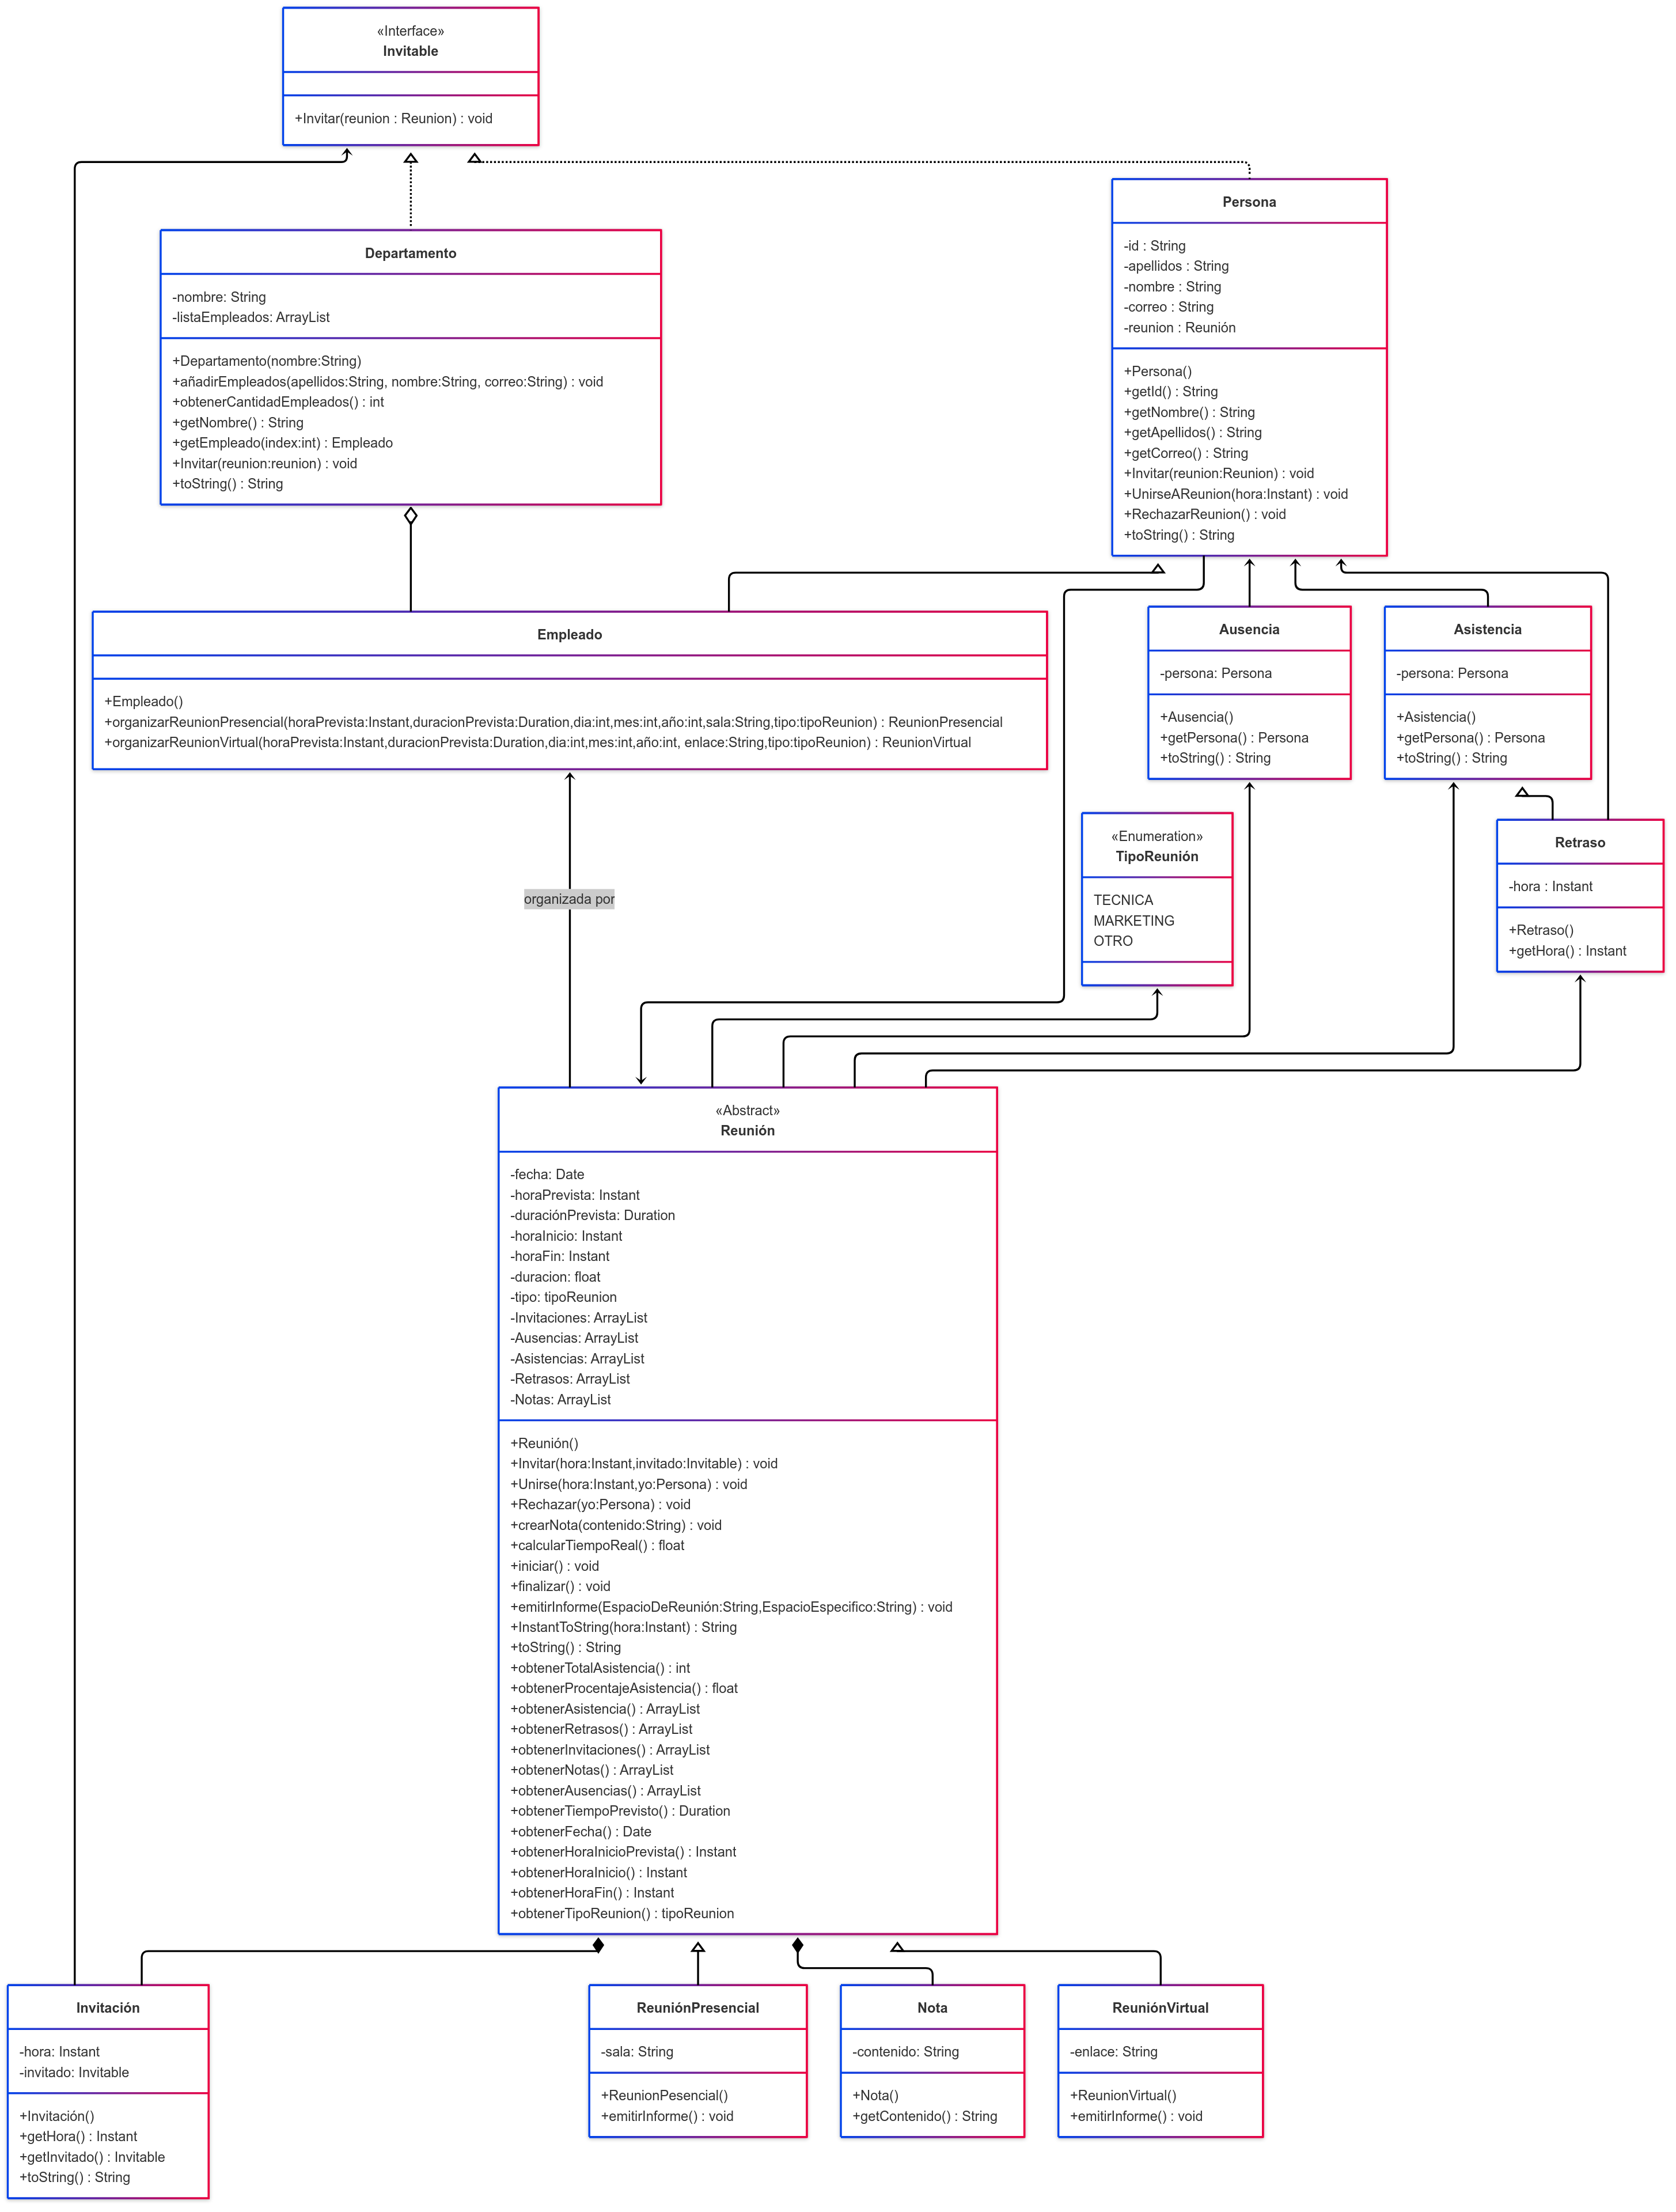 «Interface»
Invitable
+Invitar(reunion : Reunion) : void
Departamento
-nombre: String
-listaEmpleados: ArrayList
+Departamento(nombre:String)
+añadirEmpleados(apellidos:String, nombre:String, correo:String) : void
+obtenerCantidadEmpleados() : int
+getNombre() : String
+getEmpleado(index:int) : Empleado
+Invitar(reunion:reunion) : void
+toString() : String
Persona
-id : String
-apellidos : String
-nombre : String
-correo : String
-reunion : Reunión
+Persona()
+getId() : String
+getNombre() : String
+getApellidos() : String
+getCorreo() : String
+Invitar(reunion:Reunion) : void
+UnirseAReunion(hora:Instant) : void
+RechazarReunion() : void
+toString() : String
Empleado
+Empleado()
+organizarReunionPresencial(horaPrevista:Instant,duracionPrevista:Duration,dia:int,mes:int,año:int,sala:String,tipo:tipoReunion) : ReunionPresencial
+organizarReunionVirtual(horaPrevista:Instant,duracionPrevista:Duration,dia:int,mes:int,año:int, enlace:String,tipo:tipoReunion) : ReunionVirtual
Ausencia
-persona: Persona
+Ausencia()
+getPersona() : Persona
+toString() : String
Asistencia
-persona: Persona
+Asistencia()
+getPersona() : Persona
+toString() : String
«Enumeration»
TipoReunión
TECNICA
MARKETING
OTRO
Retraso
-hora : Instant
+Retraso()
+getHora() : Instant
organizada por
«Abstract»
Reunión
-fecha: Date
-horaPrevista: Instant
-duraciónPrevista: Duration
-horaInicio: Instant
-horaFin: Instant
-duracion: float
-tipo: tipoReunion
-Invitaciones: ArrayList
-Ausencias: ArrayList
-Asistencias: ArrayList
-Retrasos: ArrayList
-Notas: ArrayList
+Reunión()
+Invitar(hora:Instant,invitado:Invitable) : void
+Unirse(hora:Instant,yo:Persona) : void
+Rechazar(yo:Persona) : void
+crearNota(contenido:String) : void
+calcularTiempoReal() : float
+iniciar() : void
+finalizar() : void
+emitirInforme(EspacioDeReunión:String,EspacioEspecifico:String) : void
+InstantToString(hora:Instant) : String
+toString() : String
+obtenerTotalAsistencia() : int
+obtenerProcentajeAsistencia() : float
+obtenerAsistencia() : ArrayList
+obtenerRetrasos() : ArrayList
+obtenerInvitaciones() : ArrayList
+obtenerNotas() : ArrayList
+obtenerAusencias() : ArrayList
+obtenerTiempoPrevisto() : Duration
+obtenerFecha() : Date
+obtenerHoraInicioPrevista() : Instant
+obtenerHoraInicio() : Instant
+obtenerHoraFin() : Instant
+obtenerTipoReunion() : tipoReunion
Invitación
-hora: Instant
-invitado: Invitable
+Invitación()
+getHora() : Instant
+getInvitado() : Invitable
+toString() : String
ReuniónPresencial
-sala: String
+ReunionPesencial()
+emitirInforme() : void
Nota
-contenido: String
+Nota()
+getContenido() : String
ReuniónVirtual
-enlace: String
+ReunionVirtual()
+emitirInforme() : void